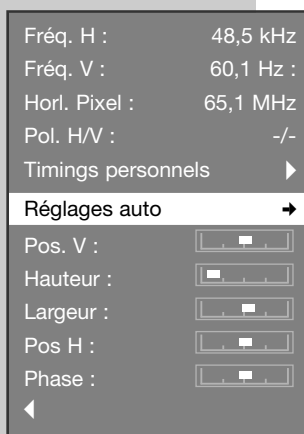 Fréq. H : 48,5 kHz
Fréq. V : 60,1 Hz :
Horl. Pixel : 65,1 MHz
Pol. H/V : -/-
Timings personnels
Réglages auto
Pos. V :
Hauteur :
Largeur :
Pos H :
Phase :